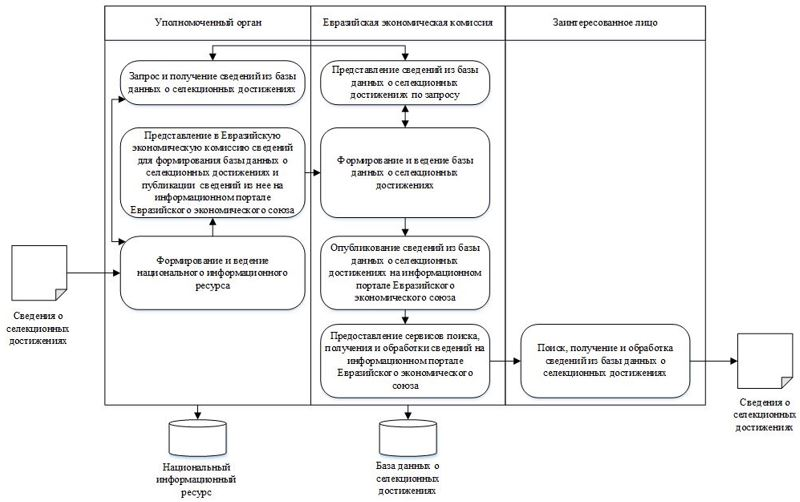 Уполномоченный орган
Евразийская экономическая комиссия
Заинтересованное лицо
Запрос и получение сведений из базы
данных о селекционных достижениях
Представление сведений из базы
данных о селекционных
достижениях по запросу
Представление в Евразийскую
экономическую комиссию сведений
для формирования базы данных о
селекционных достижениях и
публикации сведений из нее на
информационном портале
Евразийского экономического союза
Формирование и ведение базы
данных о селекционных
достижениях
Формирование и ведение
национального информационного
ресурса
Опубликование сведений из базы
данных о селекционных
достижениях на информационном
портале Евразийского
экономического союза
Сведения о
селекционных
достижениях
Предоставление сервисов поиска,
получения и обработки сведений на
информационном портале
Евразийского экономического
союза
Поиск, получение и обработка
сведений из базы данных о
селекционных достижениях
Сведения о
селекционных
достижениях
Национальный
информационный
ресурс
База данных о
селекционных
достижениях